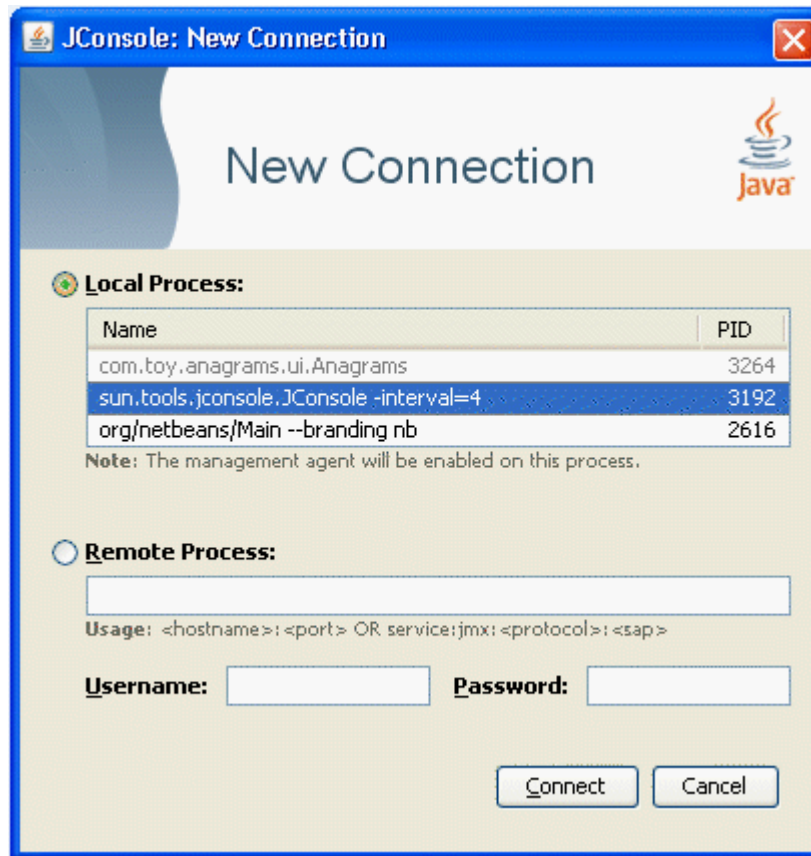 JConsole: New Connection
New Connection
Java
Local Process:
Name PID
com.toy.anagrams.ui.Anagrams 3264
sun.tools.jconsole.JConsole -interval=4 3192
org/netbeans/Main --branding nb 2616
Note: The management agent will be enabled on this process.
Remote Process:
Usage: <hostname>:<port> OR service:jmx:<protocol>:<sap>
Username: Password:
Connect Cancel